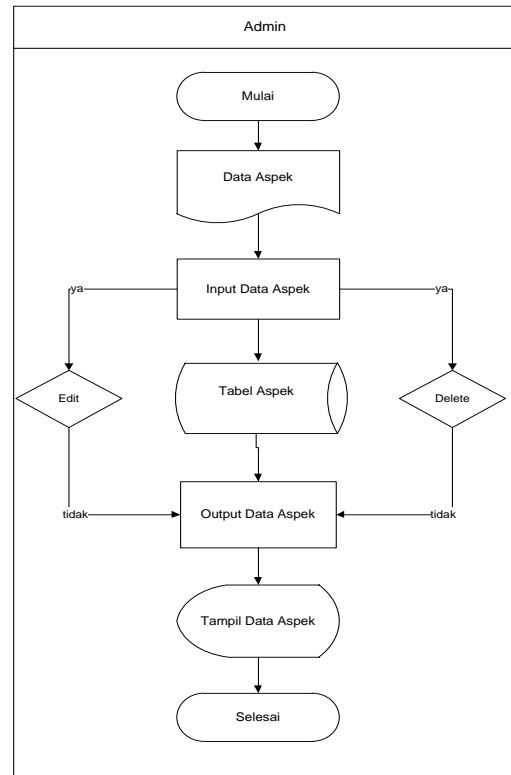 Admin
Mulai
Data Aspek
Input Data Aspek
ya
ya
Edit
Tabel Aspek
Delete
tidak
Output Data Aspek
tidak
Tampil Data Aspek
Selesai